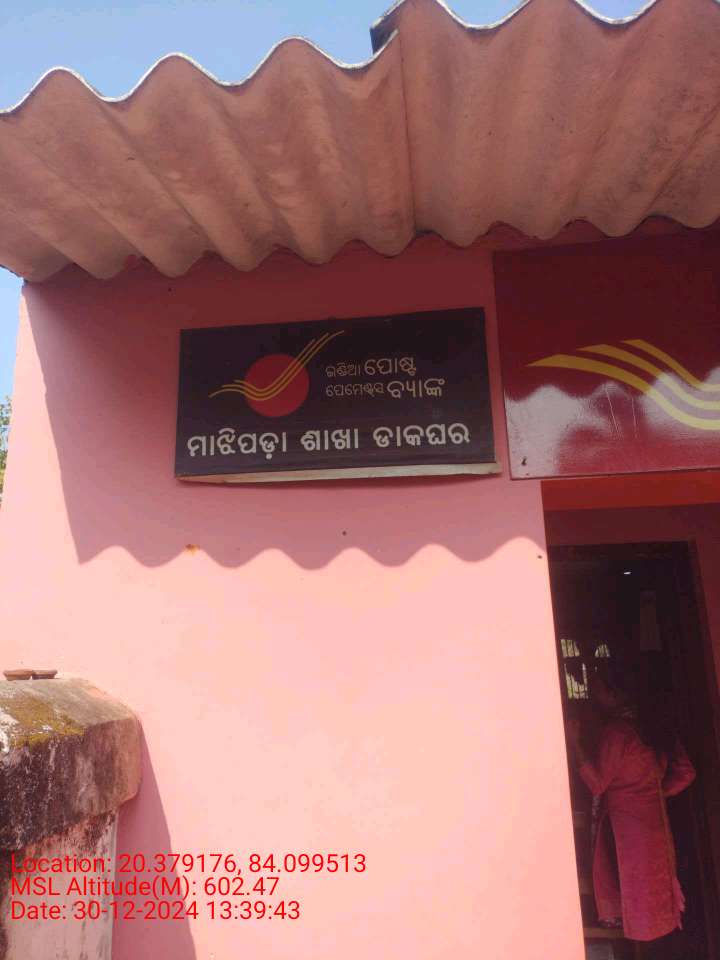 ଇଣ୍ଡିଆ ପୋଷ୍ଟ
ପେମେଣ୍ଟସ ବ୍ୟାଙ୍କ
ମାଝିପଡ଼ା ଶାଖା ଡାକଘର
Location: 20.379176, 84.099513
MSL Altitude(M): 602.47
Date: 30-12-2024 13:39:43